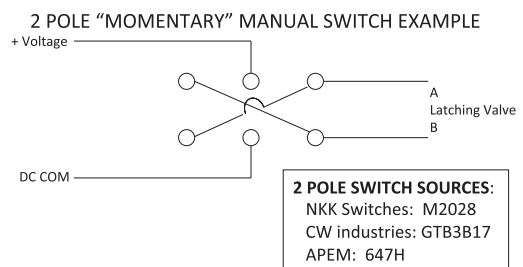 2 POLE “MOMENTARY” MANUAL SWITCH EXAMPLE
+ Voltage
A
Latching Valve
B
DC COM
2 POLE SWITCH SOURCES:
NKK Switches: M2028
CW industries: GTB3B17
APEM: 647H